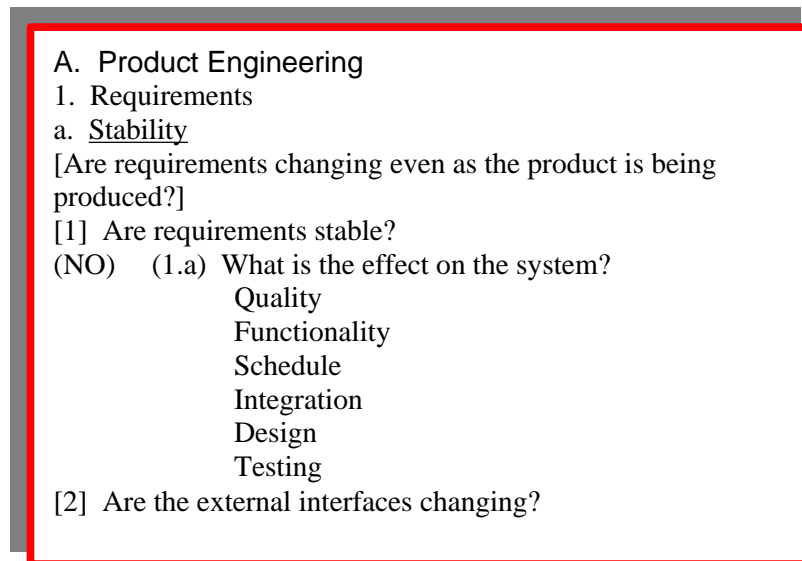 A. Product Engineering
1. Requirements
a. Stability
[Are requirements changing even as the product is being
produced?]
[1] Are requirements stable?
(NO) (1.a) What is the effect on the system?
Quality
Functionality
Schedule
Integration
Design
Testing
[2] Are the external interfaces changing?